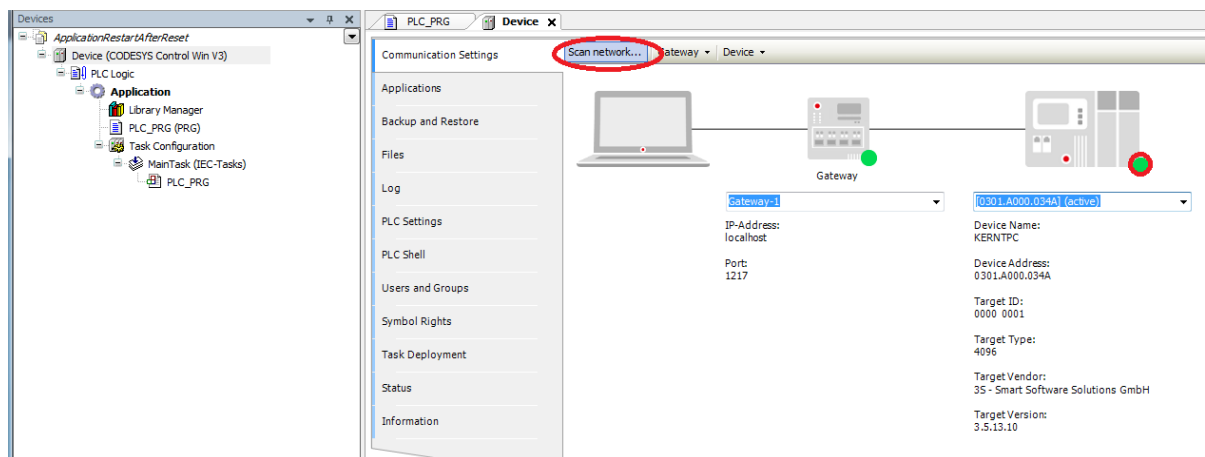 Devices
ApplicationRestartAfterReset
Device (CODESYS Control Win V3)
PLC Logic
Application
Library Manager
PLC_PRG (PRG)
Task Configuration
MainTask (IEC-Tasks)
PLC_PRG
PLC_PRG
Device
Communication Settings
Applications
Backup and Restore
Files
Log
PLC Settings
PLC Shell
Users and Groups
Symbol Rights
Task Deployment
Status
Information
Scan network... Gateway Device
Gateway
Gateway-1
IP-Address:
localhost
Port:
1217
[0301.A000.034A] (active)
Device Name:
KERNTPC
Device Address:
0301.A000.034A
Target ID:
0000 0001
Target Type:
4096
Target Vendor:
3S - Smart Software Solutions GmbH
Target Version:
3.5.13.10